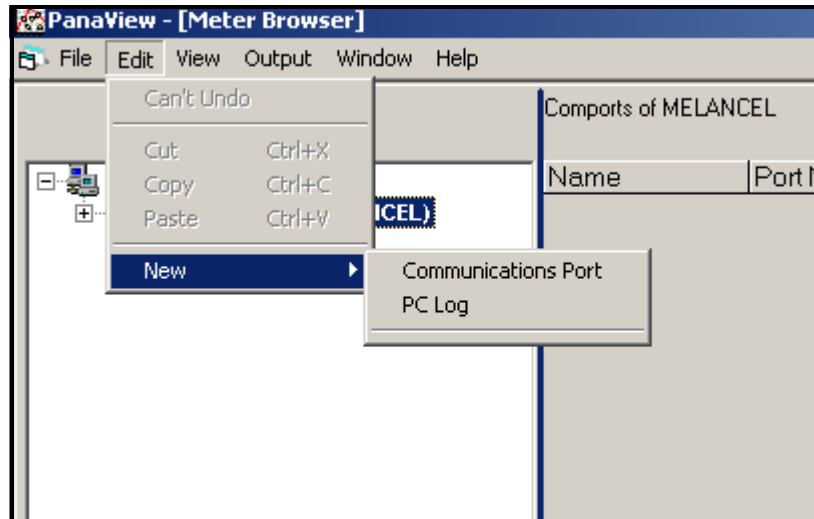 PanaView - [Meter Browser]
File Edit View Output Window Help
Can't Undo
Cut Ctrl+X
Copy Ctrl+C
Paste Ctrl+V
New
Communications Port
PC Log
Comports of MELANCEL
Name